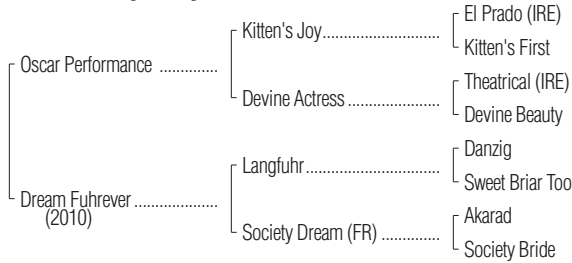 El Prado (IRE)
Kitten's Joy........................
Kitten's First
Oscar Performance ..............
Theatrical (IRE)
Devine Actress .......................
Devine Beauty
Danzig
Langfuhr.................................
Sweet Briar Too
Dream Fuhrever....................
(2010)
Akarad
Society Dream (FR) ...............
Society Bride